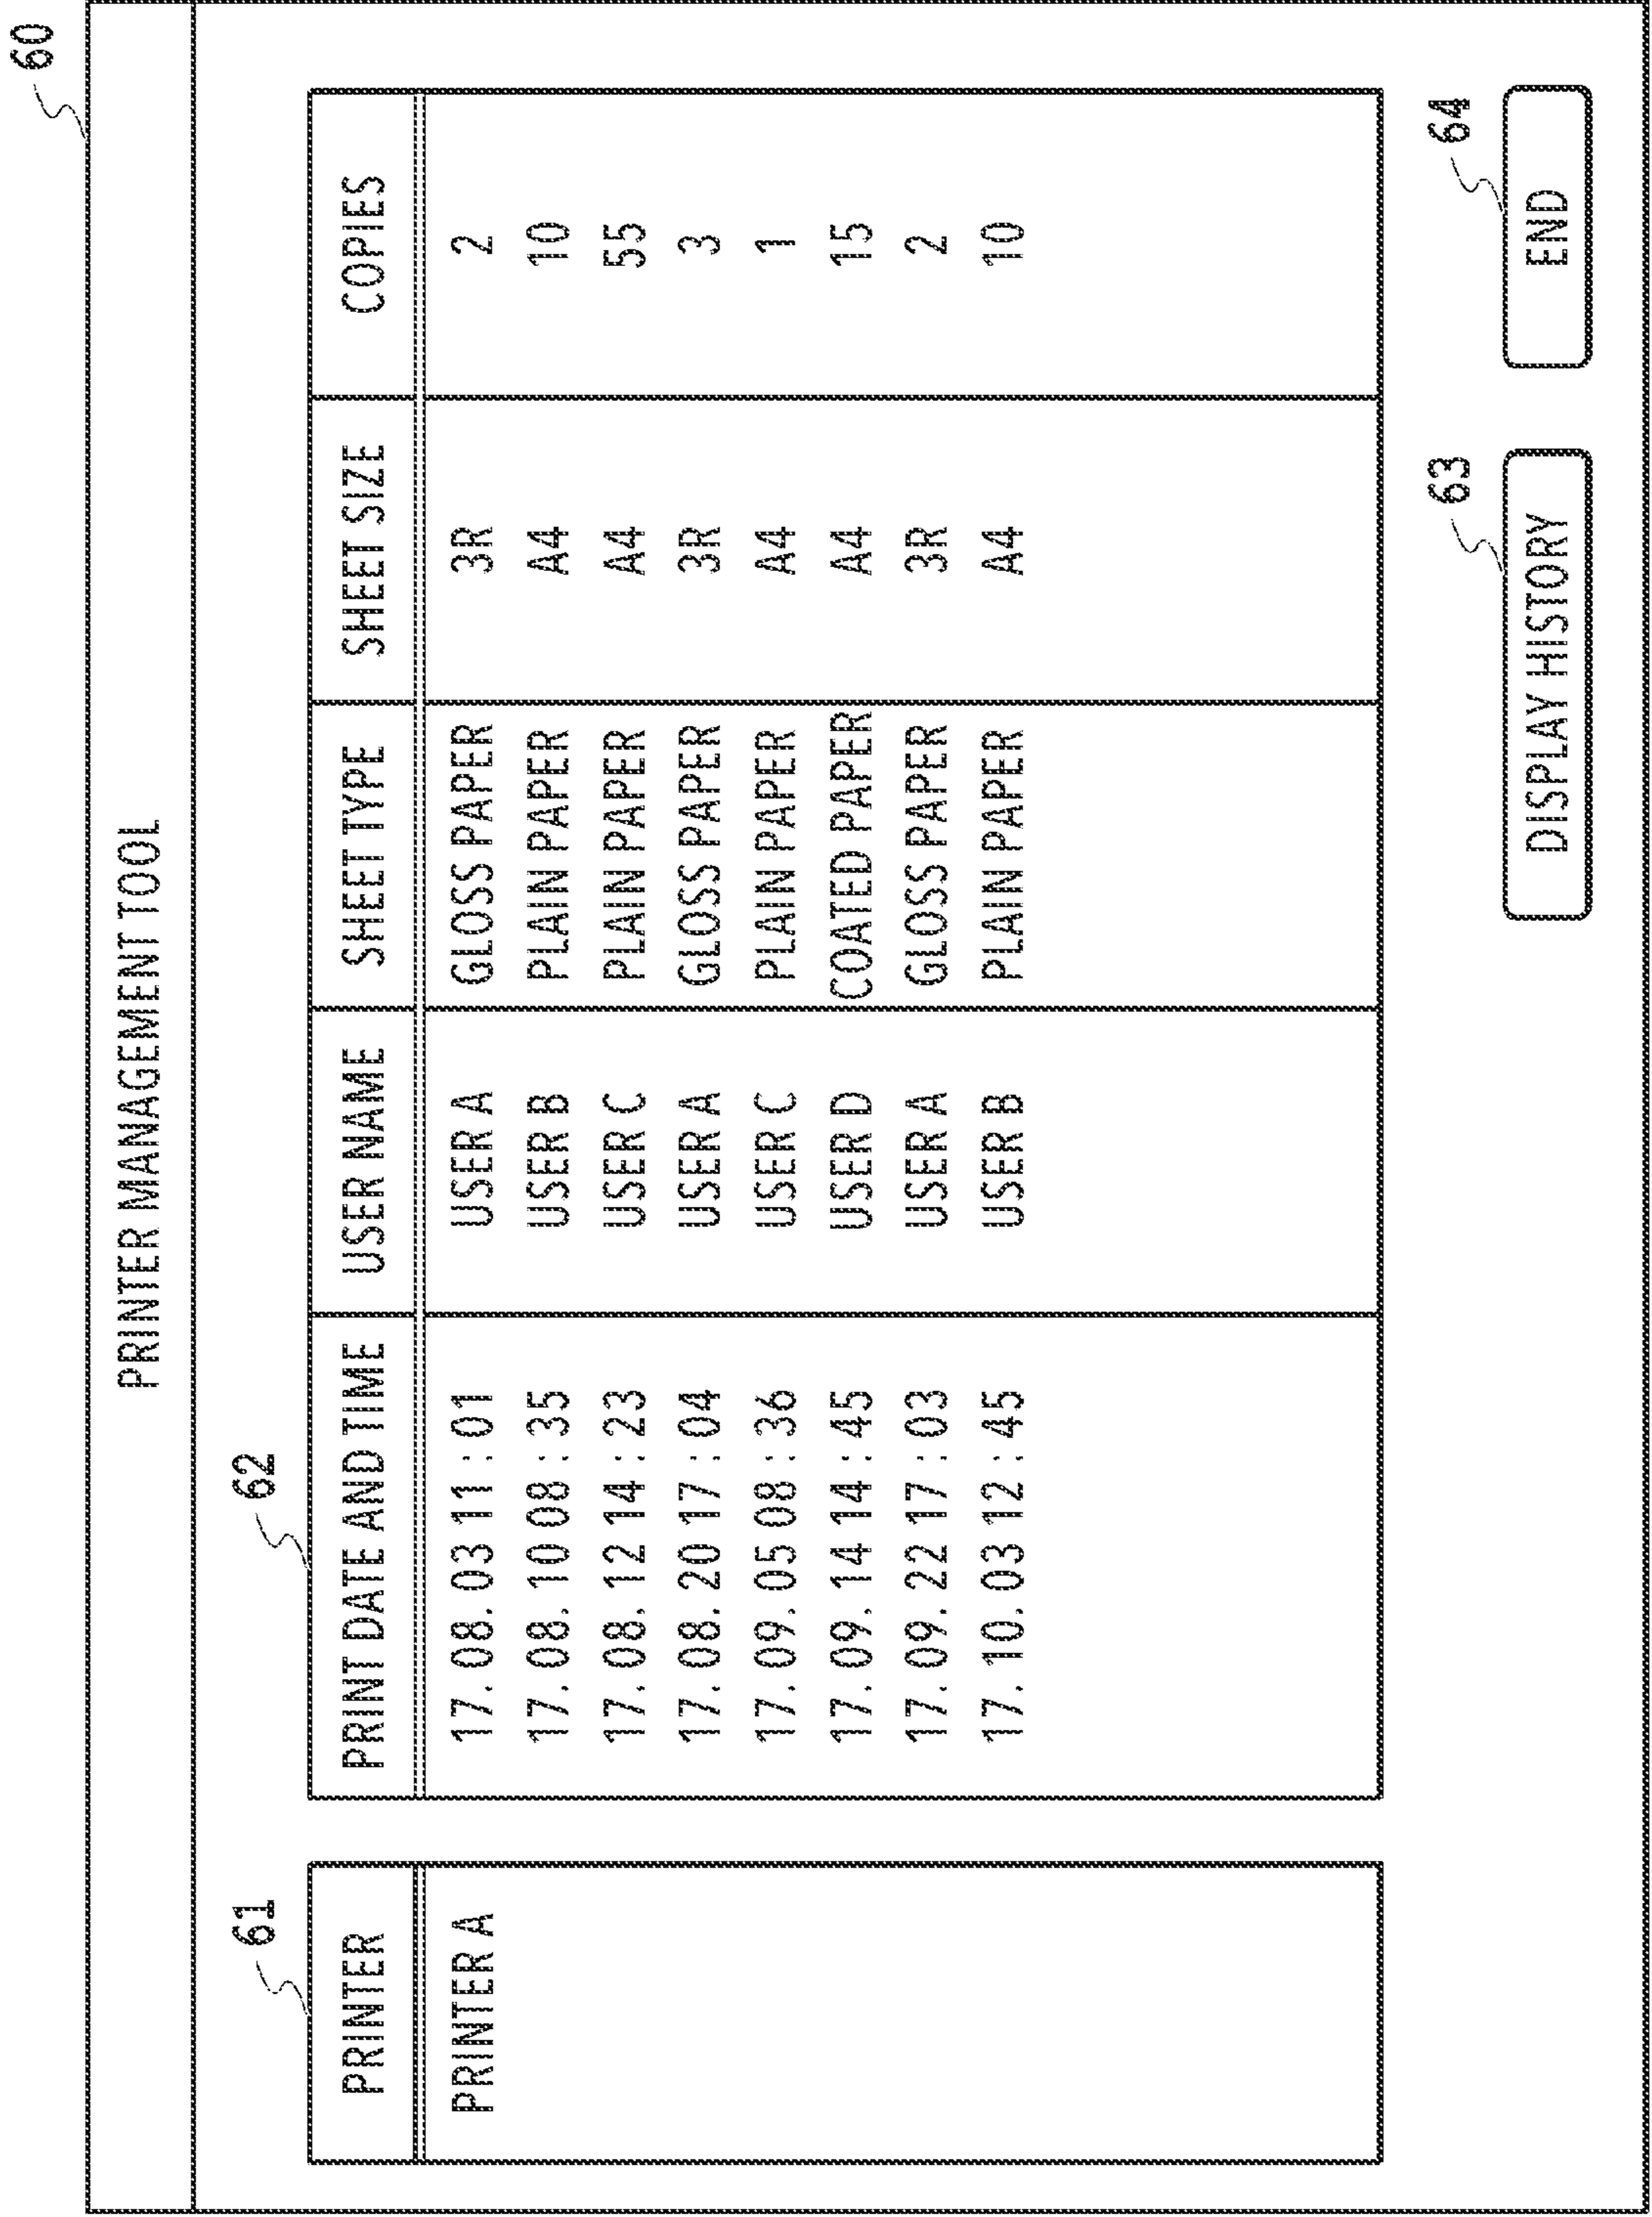 60
PRINTER MANAGEMENT TOOL
61
62
PRINTER
PRINTER A
PRINT DATE AND TIME USER NAME SHEET TYPE SHEET SIZE COPIES
17.08.03 11:01 USER A GLOSS PAPER 3R 2
17.08.10 08:35 USER B PLAIN PAPER A4 10
17.08.12 14:23 USER C PLAIN PAPER A4 55
17.08.20 17:04 USER A GLOSS PAPER 3R 3
17.09.05 08:36 USER C PLAIN PAPER A4 1
17.09.14 14:45 USER D COATED PAPER A4 15
17.09.22 17:03 USER A GLOSS PAPER 3R 2
17.10.03 12:45 USER B PLAIN PAPER A4 10
63
64
DISPLAY HISTORY
END